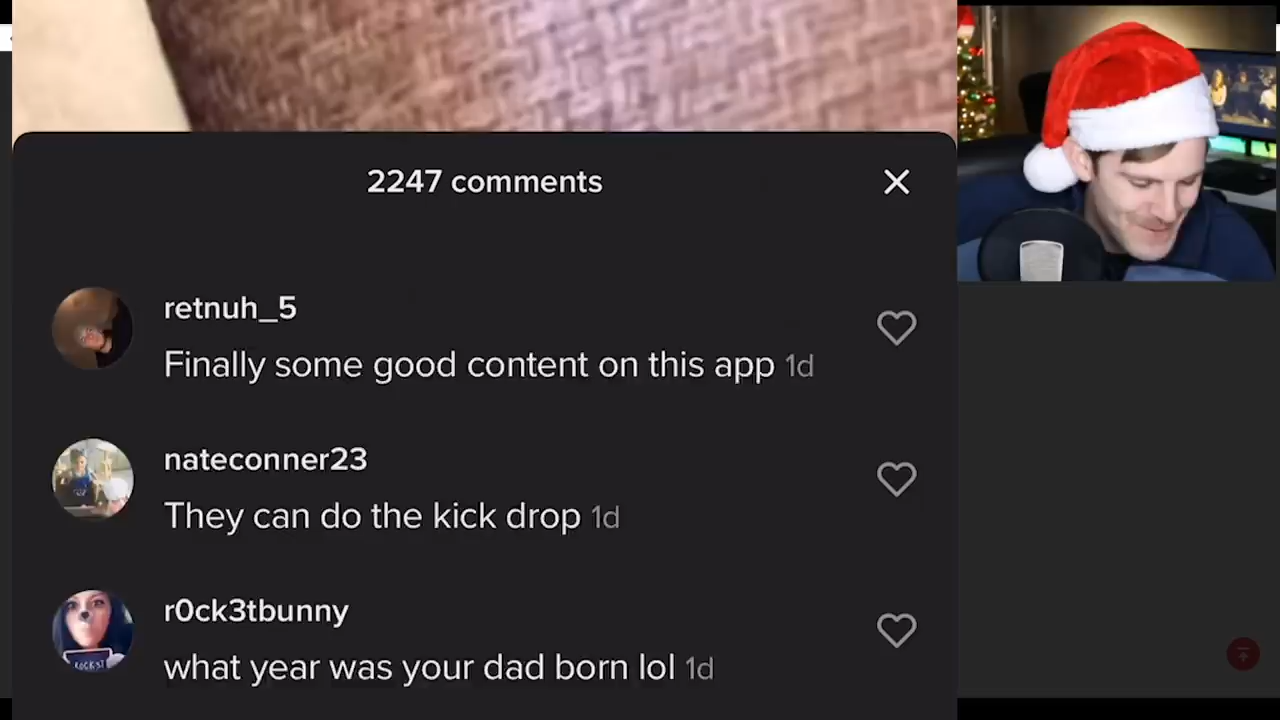 2247 comments
retnuh_5
Finally some good content on this app 1d
nateconner23
They can do the kick drop 1d
r0ck3tbunny
what year was your dad born lol 1d